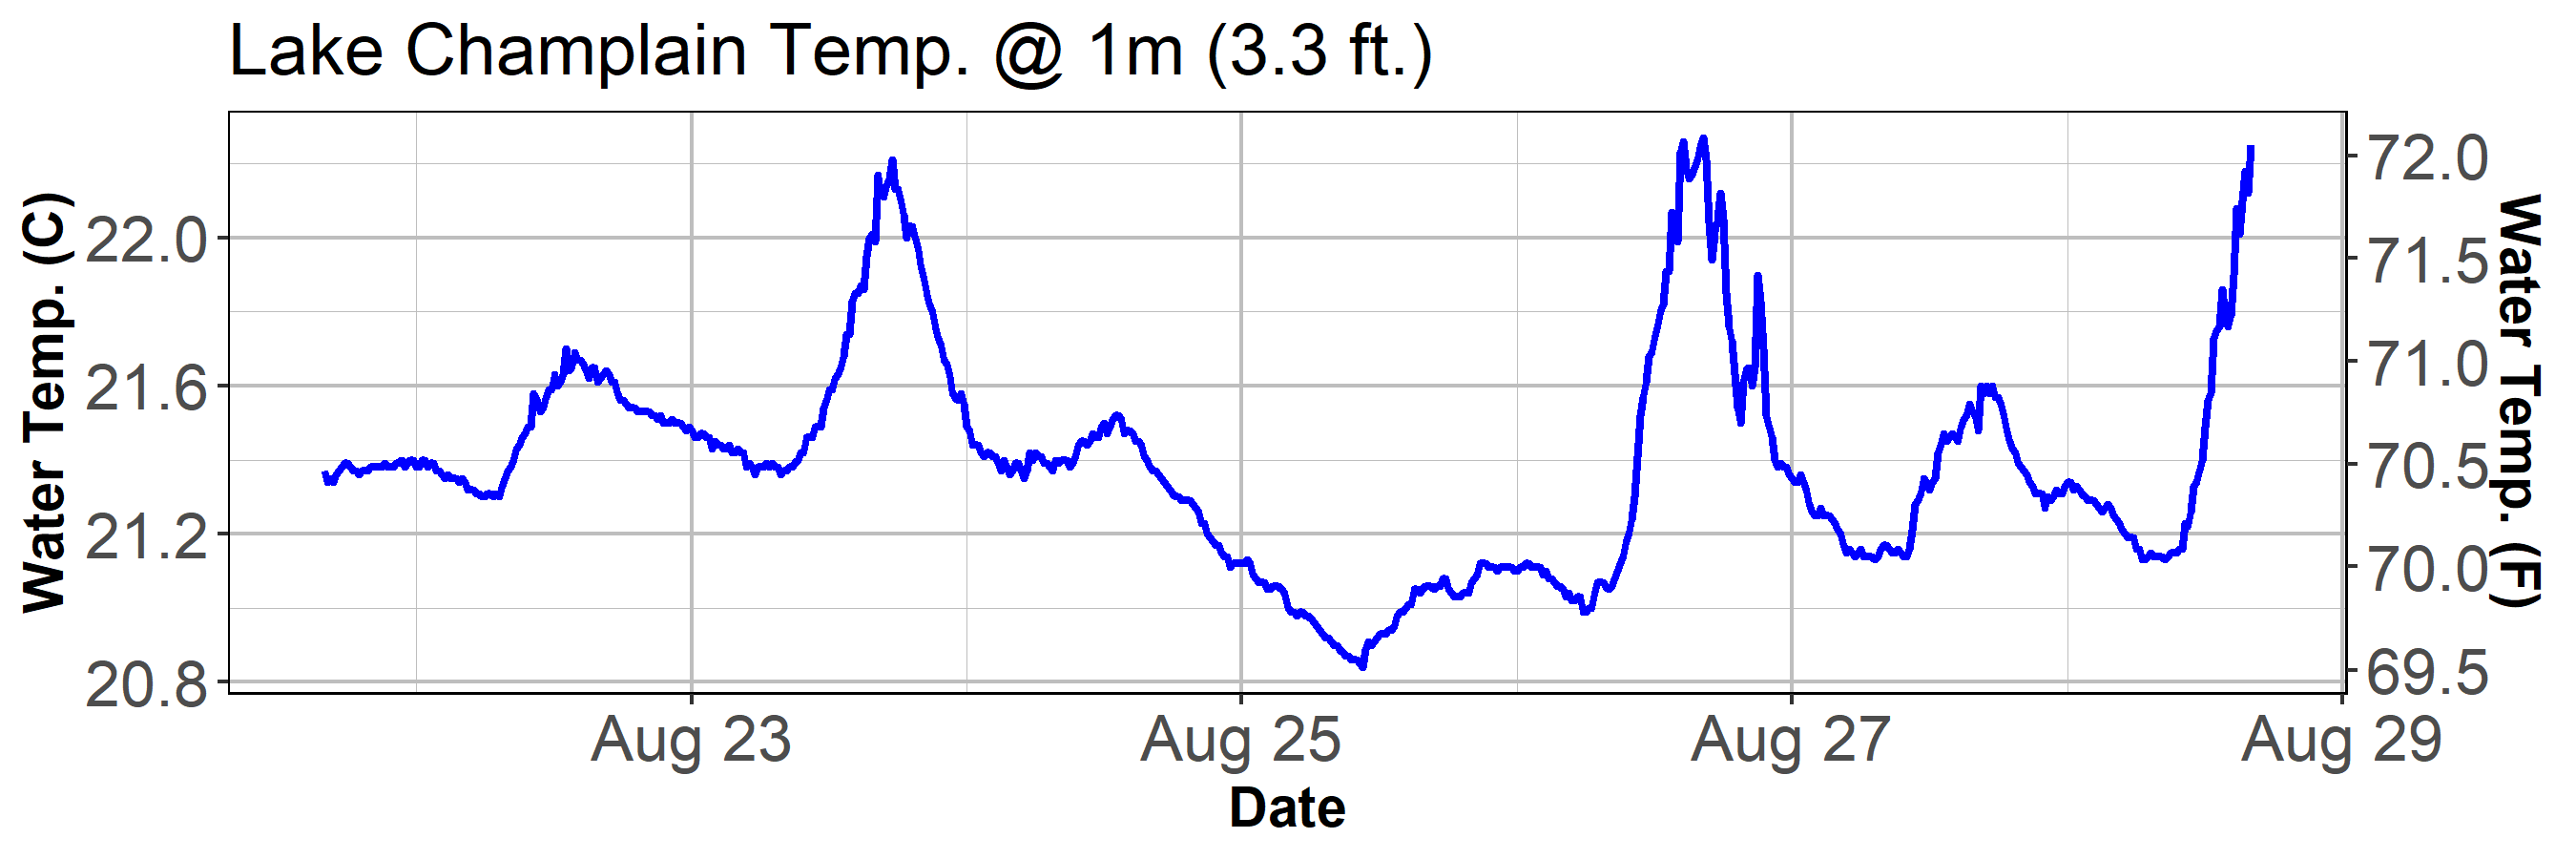 Lake Champlain Temp. @ 1m (3.3 ft.)
Water Temp. (C)
22.0
21.6
21.2
20.8
72.0
71.5
71.0
70.5
70.0
69.5
Water Temp. (F)
Aug 23
Aug 25
Aug 27
Aug 29
Date